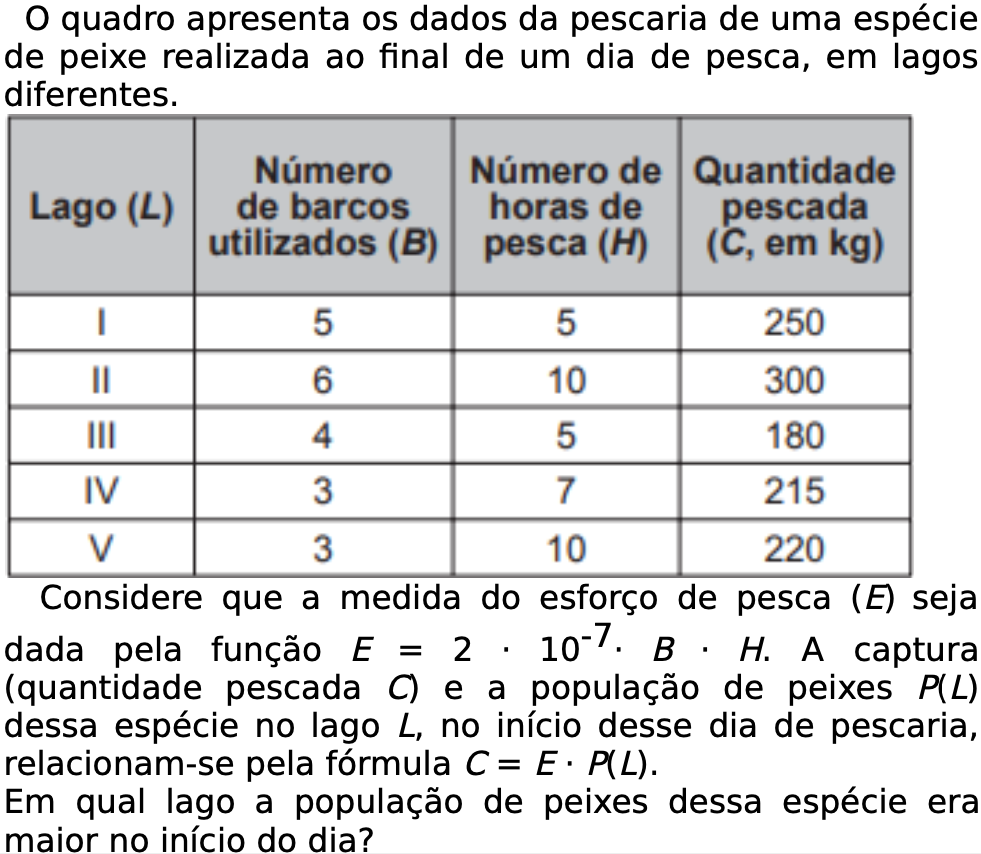 O quadro apresenta os dados da pescaria de uma espécie
de peixe realizada ao final de um dia de pesca, em lagos
diferentes.
Lago (L) Número de barcos utilizados (B) Número de horas de pesca (H) Quantidade pescada (C, em kg)
I 5 5 250
II 6 10 300
III 4 5 180
IV 3 7 215
V 3 10 220
Considere que a medida do esforço de pesca (E) seja
dada pela função E = 2 · 10⁻⁷· B · H. A captura
(quantidade pescada C) e a população de peixes P(L)
dessa espécie no lago L, no início desse dia de pescaria,
relacionam-se pela fórmula C = E · P(L).
Em qual lago a população de peixes dessa espécie era
maior no início do dia?